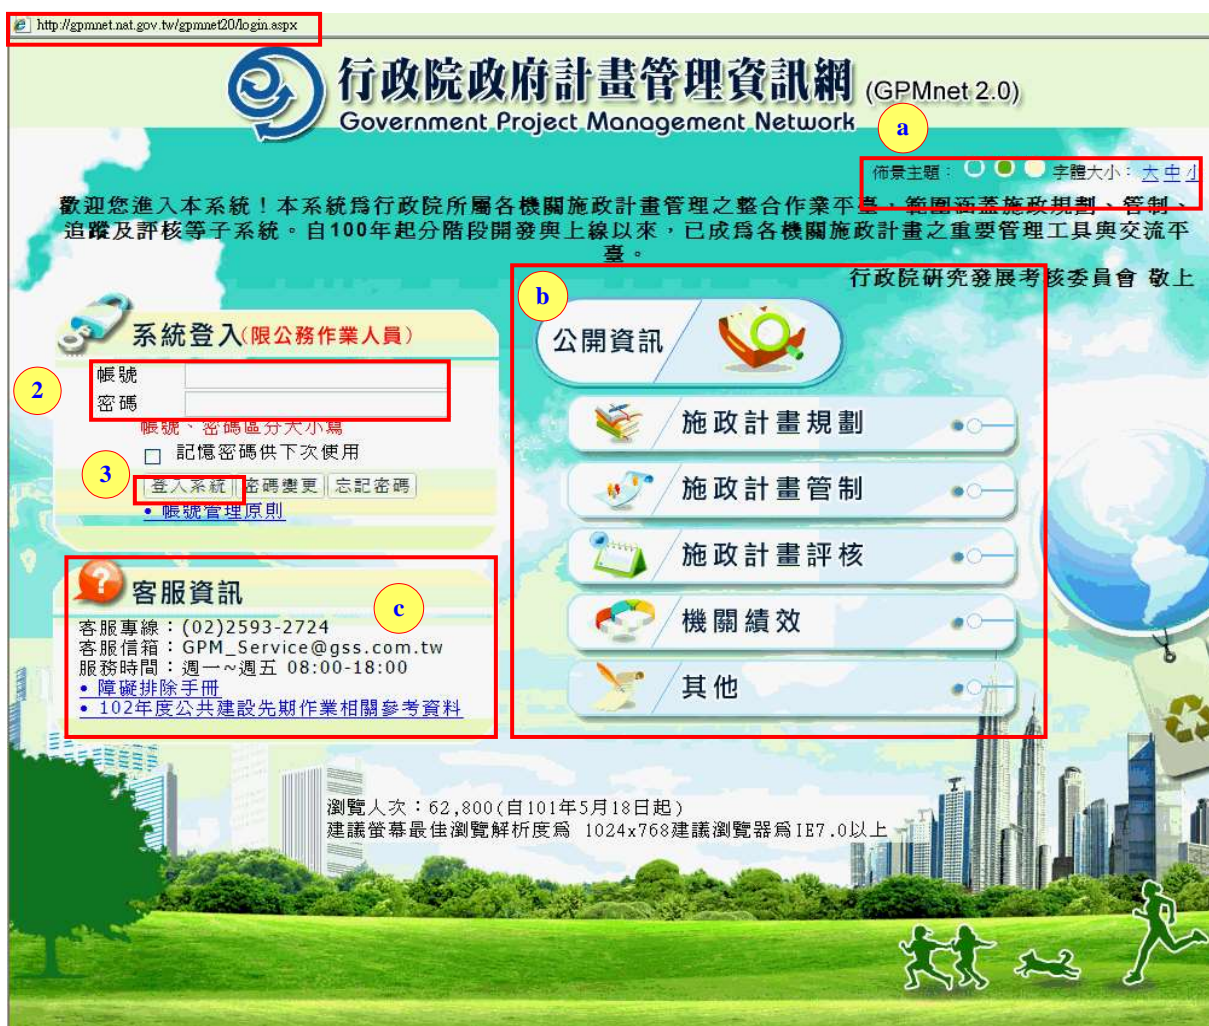 http://gpmnet.nat.gov.tw/gpmnet20/login.aspx
行政院政府計畫管理資訊網 (GPMnet 2.0)
Government Project Management Network
a
佈景主題： 字體大小： 大 中 小
歡迎您進入本系統！本系統為行政院所屬各機關施政計畫管理之整合作業平臺，範圍涵蓋施政規劃、管制、
追蹤及評核等子系統。自100年起分階段開發與上線以來，已成為各機關施政計畫之重要管理工具與交流平
臺。
行政院研究發展考核委員會 敬上
系統登入(限公務作業人員)
2
帳號
密碼
帳號、密碼區分大小寫
記憶密碼供下次使用
3
登入系統 密碼變更 忘記密碼
• 帳號管理原則
客服資訊
c
客服專線：(02)2593-2724
客服信箱：GPM_Service@gss.com.tw
服務時間：週一~週五 08:00-18:00
• 障礙排除手冊
• 102年度公共建設先期作業相關參考資料
b
公開資訊
施政計畫規劃
施政計畫管制
施政計畫評核
機關績效
其他
瀏覽人次：62,800(自101年5月18日起)
建議螢幕最佳瀏覽解析度為 1024x768建議瀏覽器為IE7.0以上